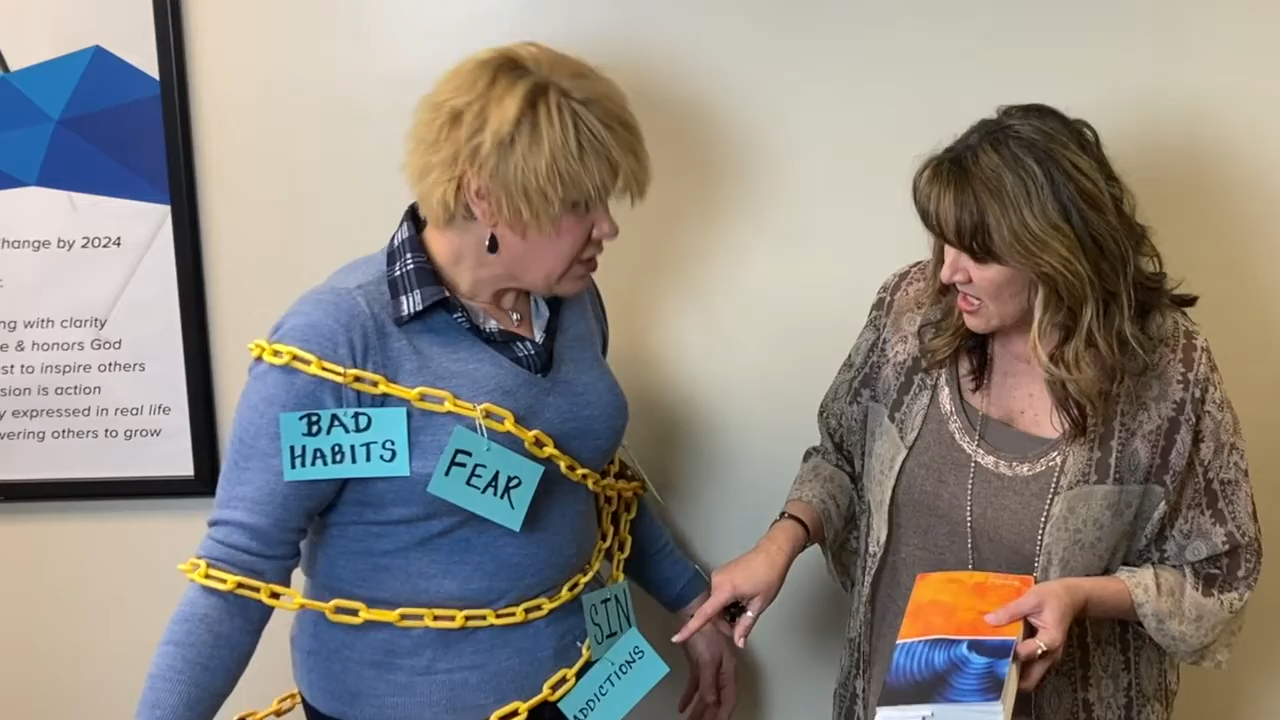 hange by 2024
ng with clarity
e & honors God
st to inspire others
sion is action
y expressed in real life
wering others to grow
BAD
HABITS
FEAR
SIN
ADDICTIONS